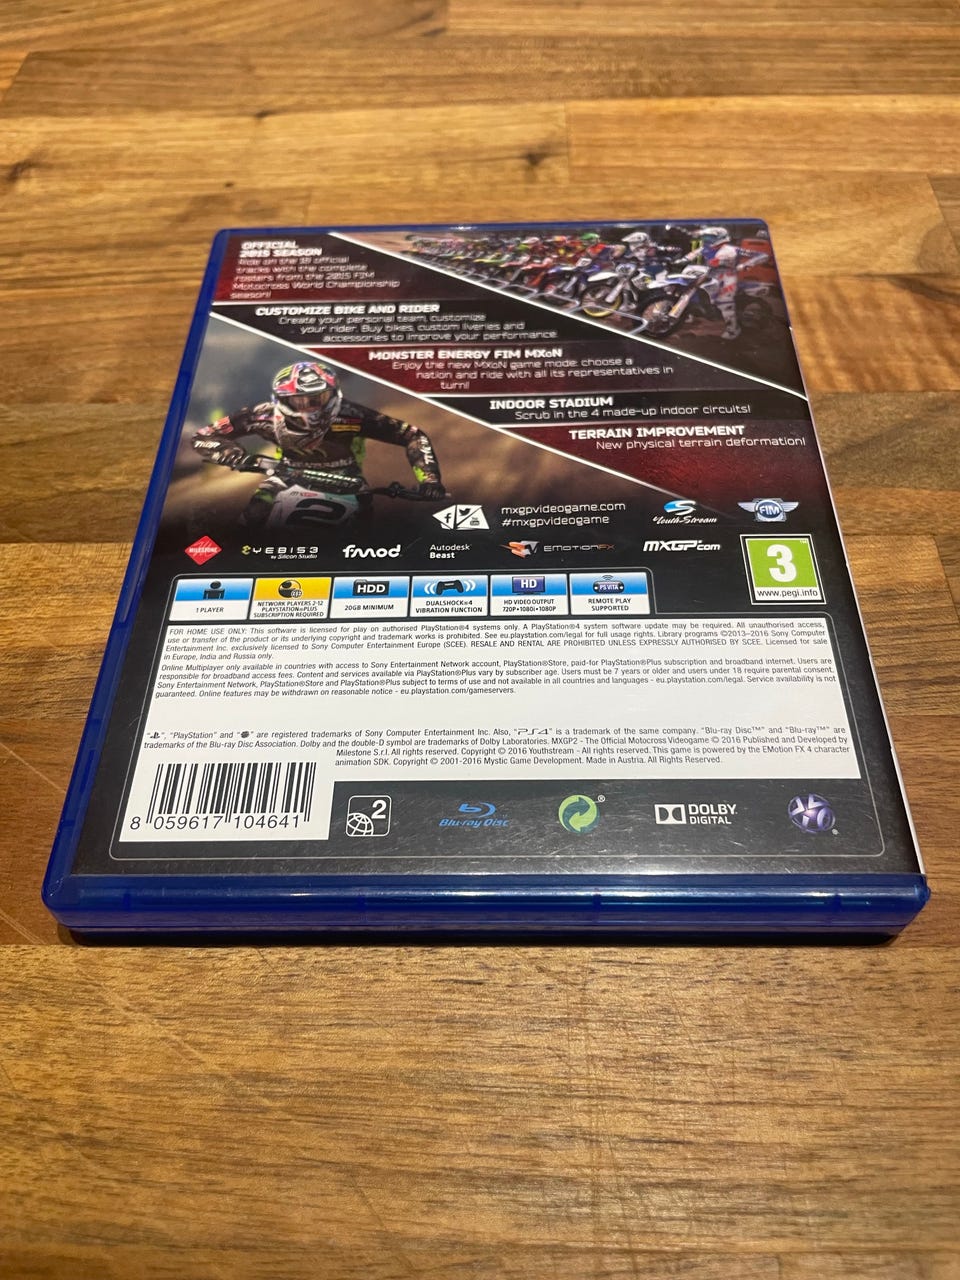 OFFICIAL
2015 SEASON
Ride on the 18 official
tracks with the complete
rosters from the 2015 FIM
Motocross World Championship
season!
CUSTOMIZE BIKE AND RIDER
Create your personal team, customize
your rider. Buy bikes, custom liveries and
accessories to improve your performance.
MONSTER ENERGY FIM MXoN
Enjoy the new MXoN game mode: choose a
nation and ride with all its representatives in
turn!
INDOOR STADIUM
Scrub in the 4 made-up indoor circuits!
TERRAIN IMPROVEMENT
New physical terrain deformation!
THOR
THOR
2
mxgpvideogame.com
#mxgpvideogame
Youth-Stream
FIM
MILESTONE
YEBIS3
by Silicon Studio
fmod
Autodesk®
Beast™
EMOTIONFX
MXGP.com
3
www.pegi.info
1 PLAYER
NETWORK PLAYERS 2-12
PLAYSTATION®PLUS
SUBSCRIPTION REQUIRED
HDD
20GB MINIMUM
DUALSHOCK®4
VIBRATION FUNCTION
HD
HD VIDEO OUTPUT
720P•1080i•1080P
PS VITA
REMOTE PLAY
SUPPORTED
FOR HOME USE ONLY: This software is licensed for play on authorised PlayStation®4 systems only. A PlayStation®4 system software update may be required. All unauthorised access,
use or transfer of the product or its underlying copyright and trademark works is prohibited. See eu.playstation.com/legal for full usage rights. Library programs ©2013–2016 Sony Computer
Entertainment Inc. exclusively licensed to Sony Computer Entertainment Europe (SCEE). RESALE AND RENTAL ARE PROHIBITED UNLESS EXPRESSLY AUTHORISED BY SCEE. Licensed for sale
in Europe, India and Russia only.
Online Multiplayer only available in countries with access to Sony Entertainment Network account, PlayStation®Store, paid-for PlayStation®Plus subscription and broadband internet. Users are
responsible for broadband access fees. Content and services available via PlayStation®Plus vary by subscriber age. Users must be 7 years or older and users under 18 require parental consent.
Sony Entertainment Network, PlayStation®Store and PlayStation®Plus subject to terms of use and not available in all countries and languages - eu.playstation.com/legal. Service availability is not
guaranteed. Online features may be withdrawn on reasonable notice - eu.playstation.com/gameservers.
" ", "PlayStation" and " " are registered trademarks of Sony Computer Entertainment Inc. Also, "PS4" is a trademark of the same company. "Blu-ray Disc™" and "Blu-ray™" are
trademarks of the Blu-ray Disc Association. Dolby and the double-D symbol are trademarks of Dolby Laboratories. MXGP2 - The Official Motocross Videogame © 2016 Published and Developed by
Milestone S.r.l. All rights reserved. Copyright © 2016 Youthstream - All rights reserved. This game is powered by the EMotion FX 4 character
animation SDK. Copyright © 2001-2016 Mystic Game Development. Made in Austria. All Rights Reserved.
8 059617 104641
2
Blu-ray Disc
DOLBY
DIGITAL